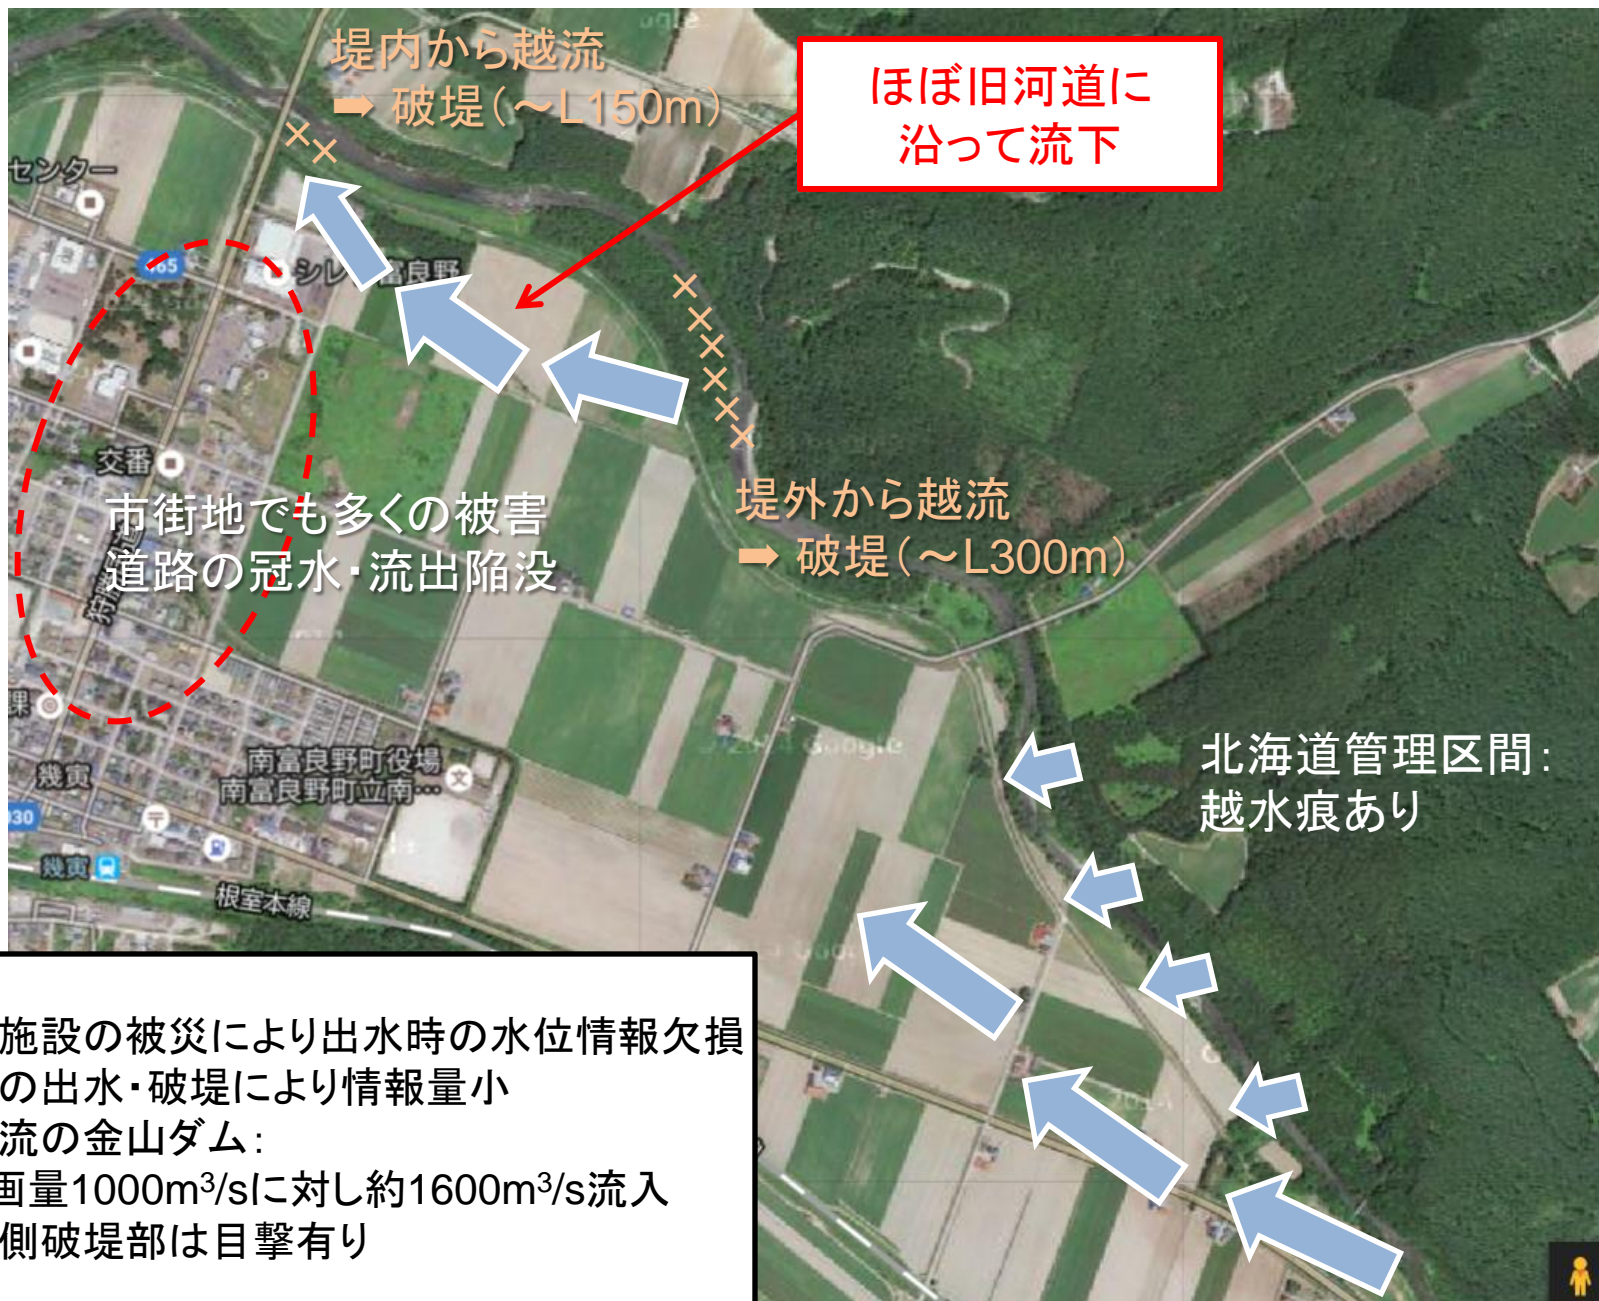 堤内から越流
➡ 破堤（～L150m）
ほぼ旧河道に
沿って流下
センター
465
シレ
富良野
交番
市街地でも多くの被害
道路の冠水・流出陥没
堤外から越流
➡ 破堤（～L300m）
課
南富良野町役場
南富良野町立南…
幾寅
文
北海道管理区間：
越水痕あり
〒
幾寅
根室本線
施設の被災により出水時の水位情報欠損
の出水・破堤により情報量小
流の金山ダム：
画量1000m³/sに対し約1600m³/s流入
側破堤部は目撃有り